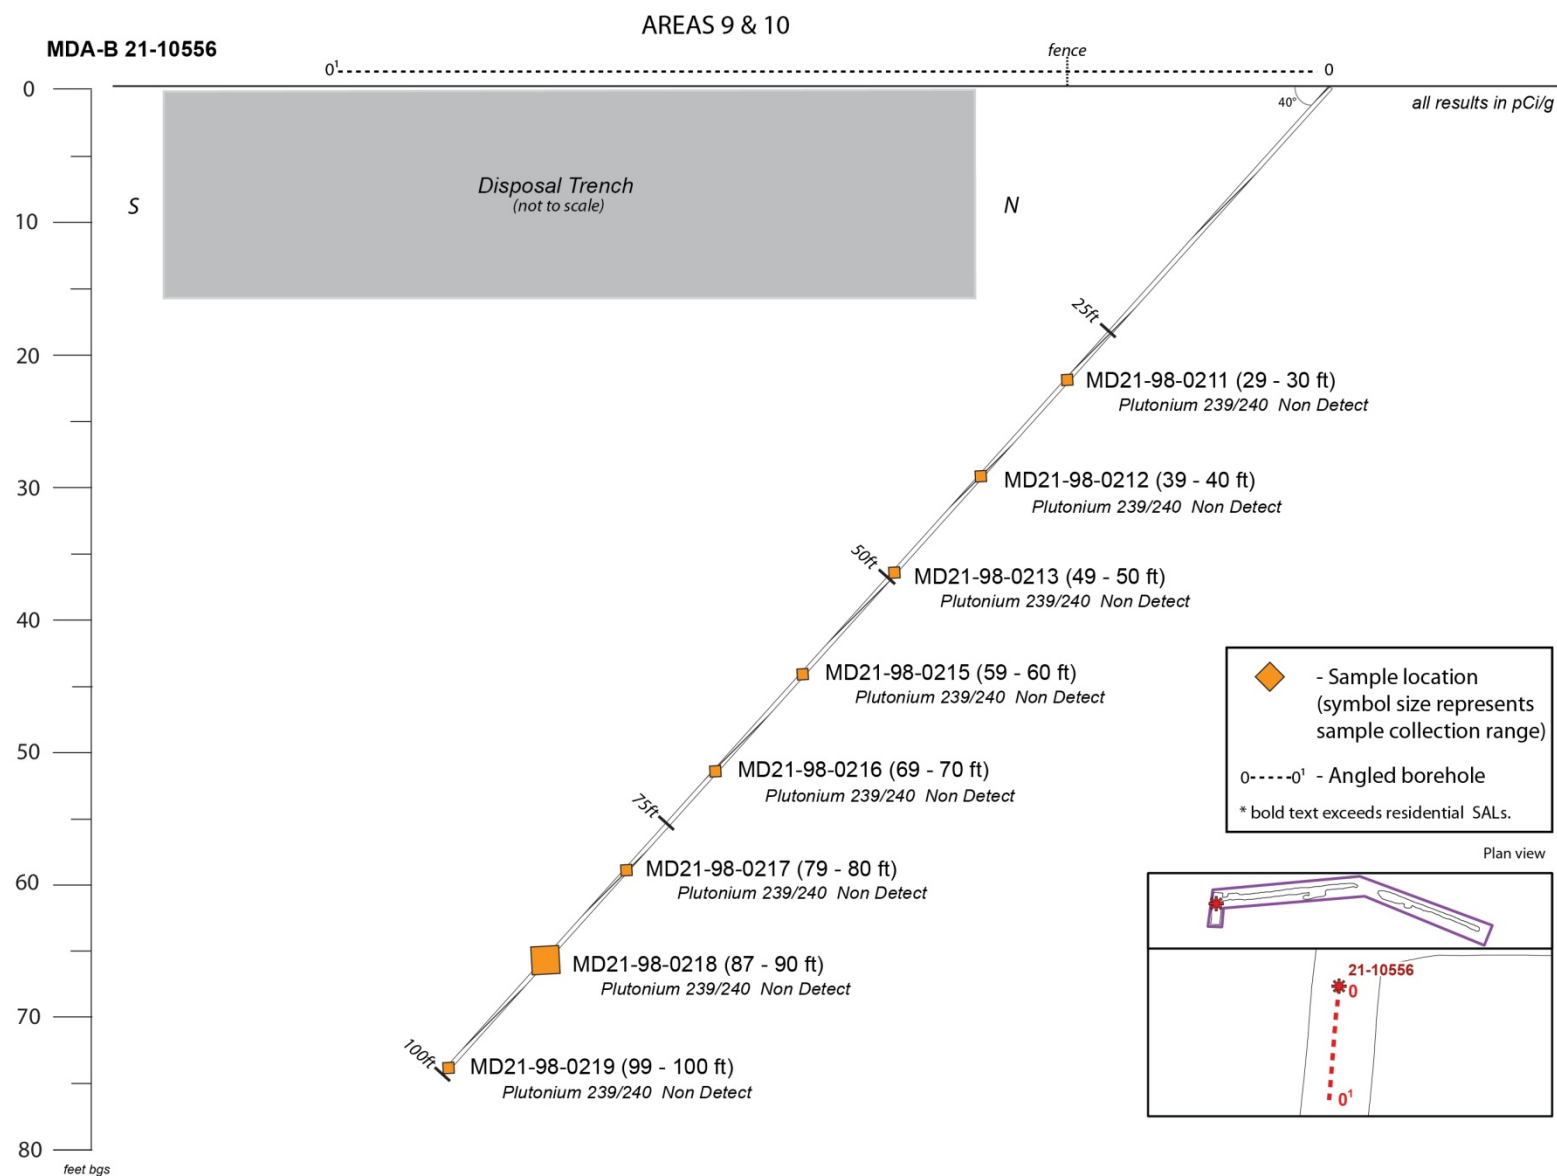 AREAS 9 & 10
MDA-B 21-10556
fence
0¹
0
40°
all results in pCi/g
0
10
20
30
40
50
60
70
80
feet bgs
S
Disposal Trench
(not to scale)
N
25ft
MD21-98-0211 (29 - 30 ft)
Plutonium 239/240 Non Detect
MD21-98-0212 (39 - 40 ft)
Plutonium 239/240 Non Detect
50ft
MD21-98-0213 (49 - 50 ft)
Plutonium 239/240 Non Detect
MD21-98-0215 (59 - 60 ft)
Plutonium 239/240 Non Detect
MD21-98-0216 (69 - 70 ft)
Plutonium 239/240 Non Detect
75ft
MD21-98-0217 (79 - 80 ft)
Plutonium 239/240 Non Detect
MD21-98-0218 (87 - 90 ft)
Plutonium 239/240 Non Detect
100ft
MD21-98-0219 (99 - 100 ft)
Plutonium 239/240 Non Detect
- Sample location
(symbol size represents
sample collection range)
0-----0¹ - Angled borehole
* bold text exceeds residential SALs.
Plan view
21-10556
0
0¹